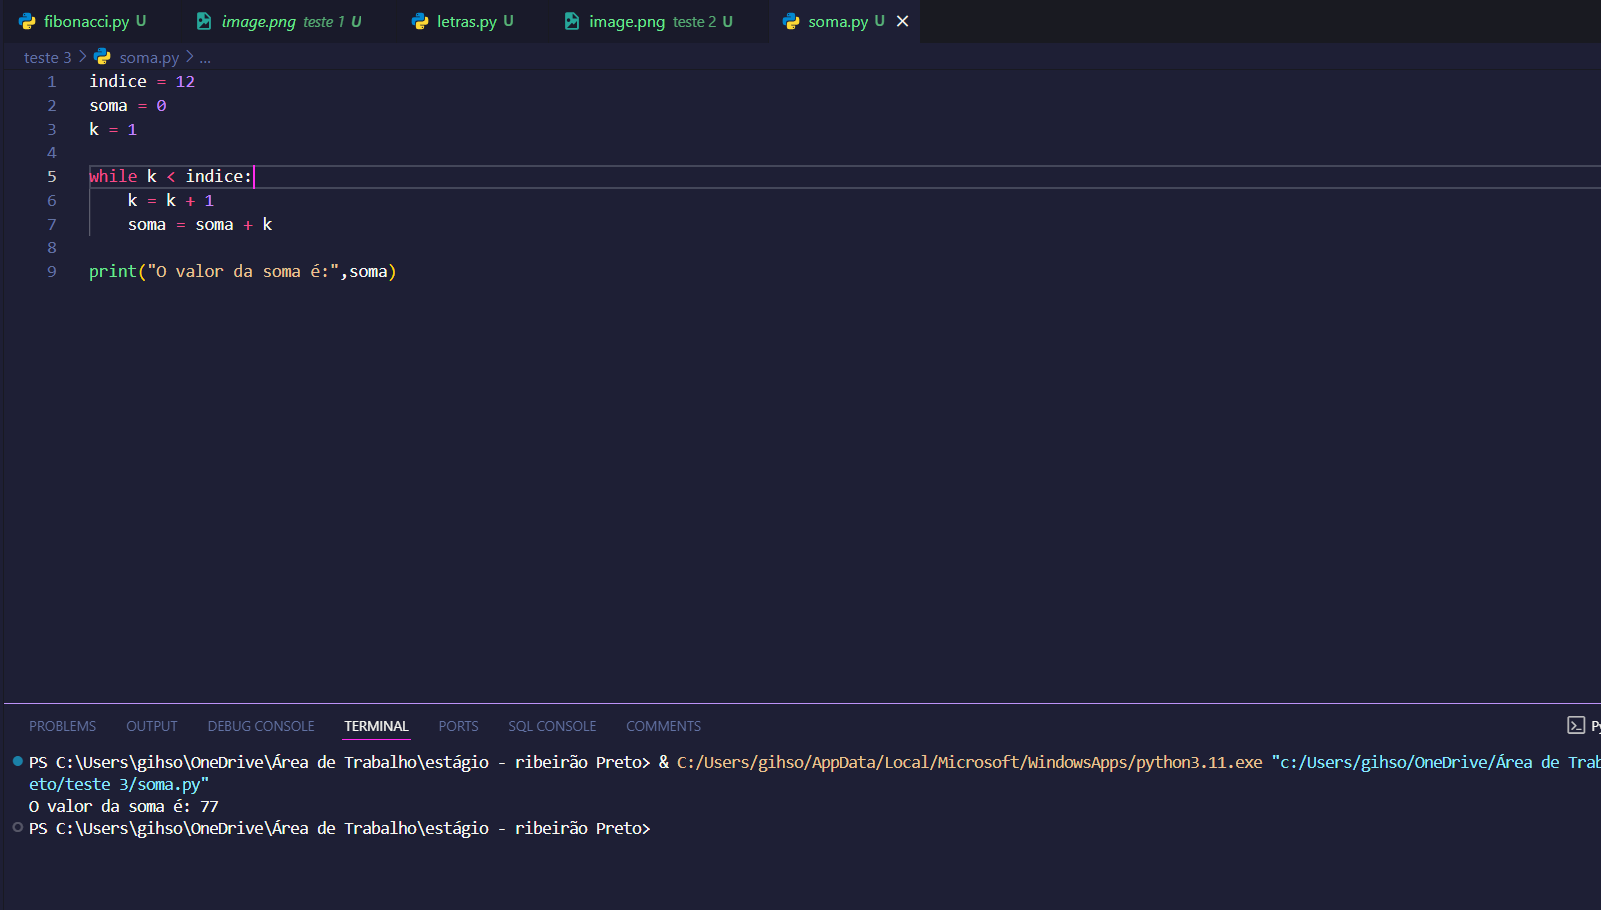 fibonacci.py U image.png teste 1 U letras.py U image.png teste 2 U soma.py U
teste 3 > soma.py > ...
1 indice = 12
2 soma = 0
3 k = 1
4
5 while k < indice:
6 k = k + 1
7 soma = soma + k
8
9 print("O valor da soma é:",soma)
PROBLEMS OUTPUT DEBUG CONSOLE TERMINAL PORTS SQL CONSOLE COMMENTS Py
PS C:\Users\gihso\OneDrive\Área de Trabalho\estágio - ribeirão Preto> & C:/Users/gihso/AppData/Local/Microsoft/WindowsApps/python3.11.exe "c:/Users/gihso/OneDrive/Área de Trab
eto/teste 3/soma.py"
O valor da soma é: 77
PS C:\Users\gihso\OneDrive\Área de Trabalho\estágio - ribeirão Preto>